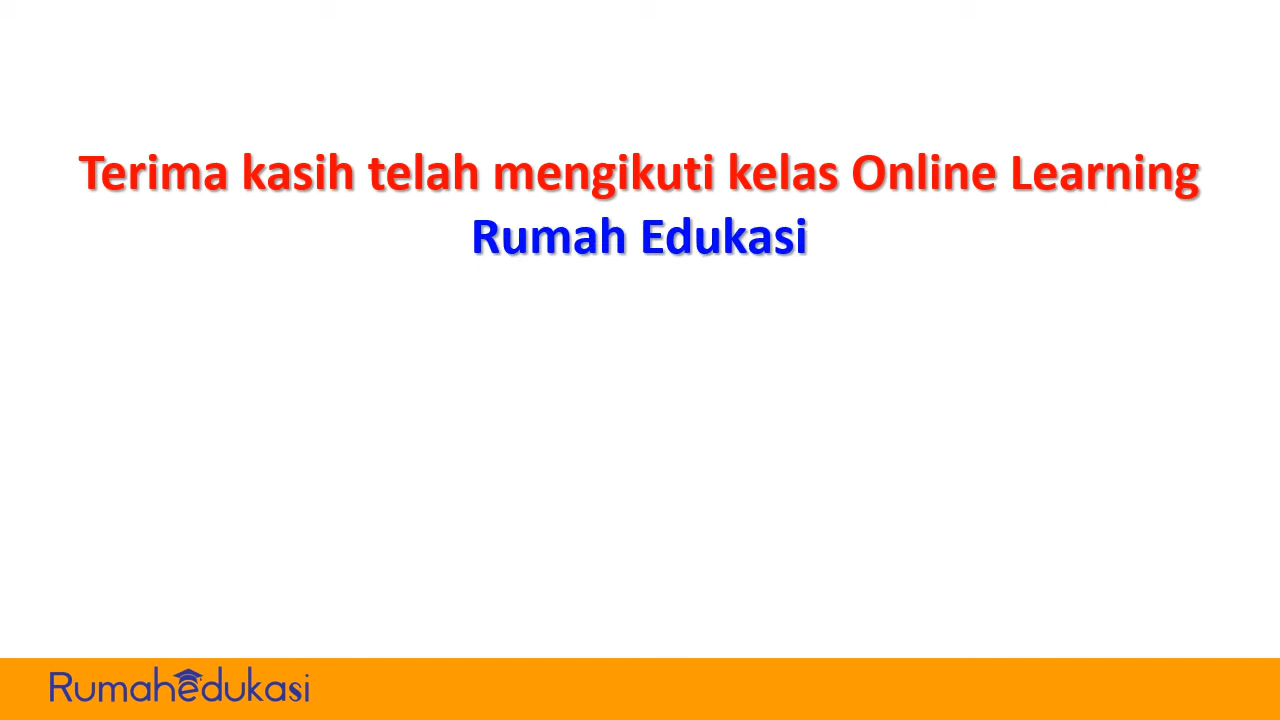 Terima kasih telah mengikuti kelas Online Learning
Rumah Edukasi
Rumahedukasi